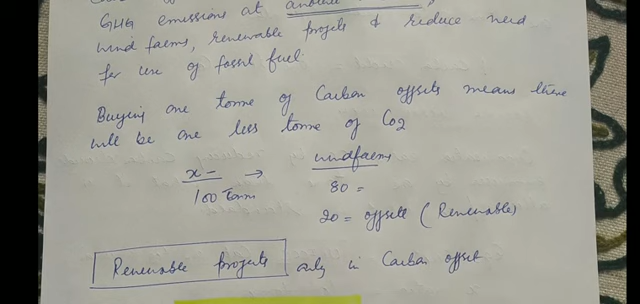 GHG emissions at another
wind farms, renewable projects & reduce need
for use of fossil fuel.
Buying one tonne of Carbon offsets means there
will be one less tonne of CO2
x - → windfarms
100 Tonn 80 =
20 = offsett (Renewable)
Renewable projects only in Carbon offset